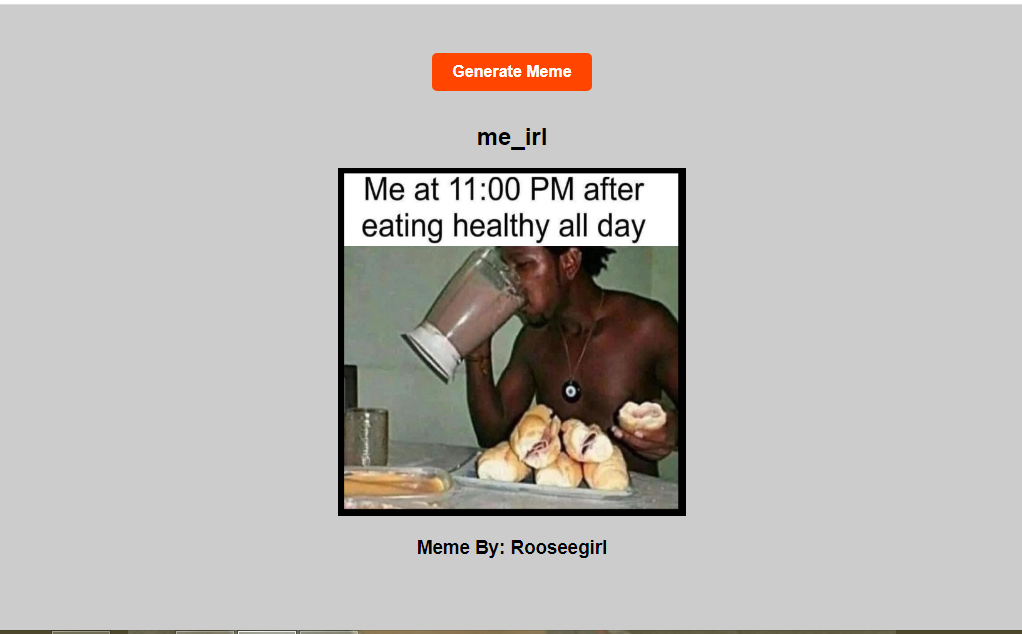 Generate Meme
me_irl
Me at 11:00 PM after
eating healthy all day
Meme By: Rooseegirl